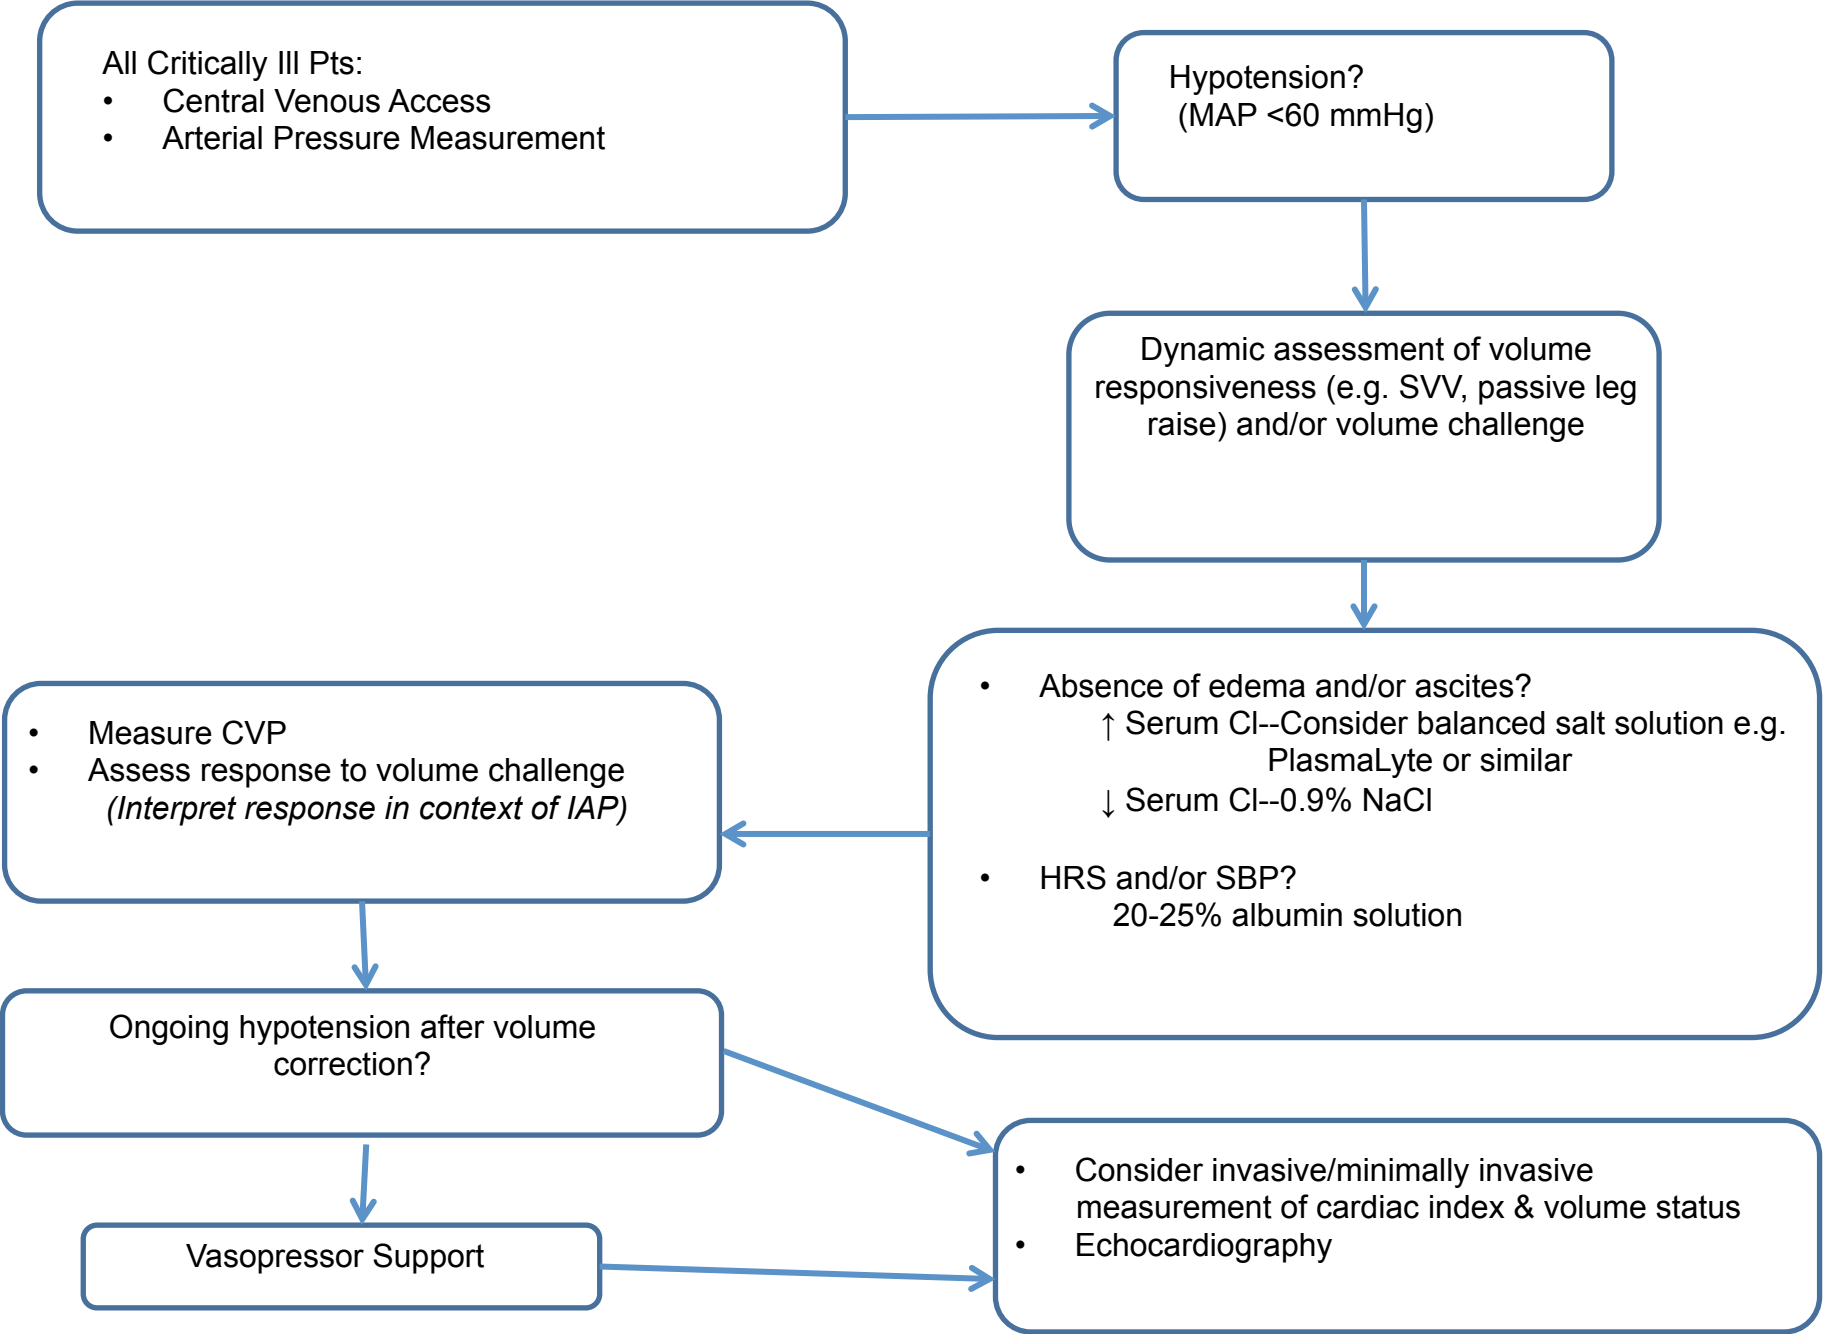 All Critically Ill Pts:
• Central Venous Access
• Arterial Pressure Measurement
Hypotension?
(MAP <60 mmHg)
Dynamic assessment of volume
responsiveness (e.g. SVV, passive leg
raise) and/or volume challenge
• Absence of edema and/or ascites?
↑ Serum Cl--Consider balanced salt solution e.g.
PlasmaLyte or similar
↓ Serum Cl--0.9% NaCl
• HRS and/or SBP?
20-25% albumin solution
• Measure CVP
• Assess response to volume challenge
(Interpret response in context of IAP)
Ongoing hypotension after volume
correction?
Vasopressor Support
• Consider invasive/minimally invasive
measurement of cardiac index & volume status
• Echocardiography